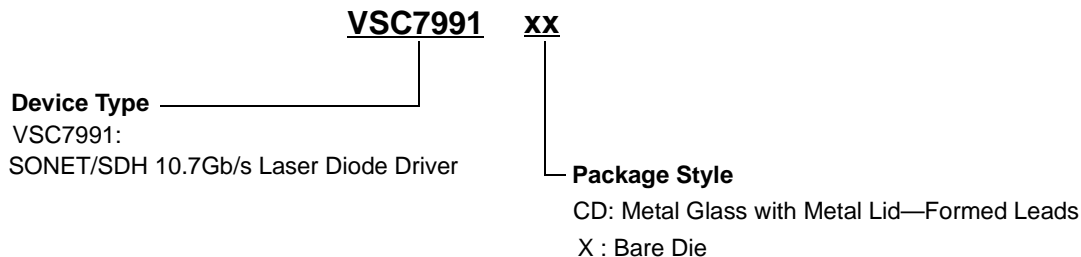 VSC7991 xx
Device Type
VSC7991:
SONET/SDH 10.7Gb/s Laser Diode Driver
Package Style
CD: Metal Glass with Metal Lid—Formed Leads
X : Bare Die